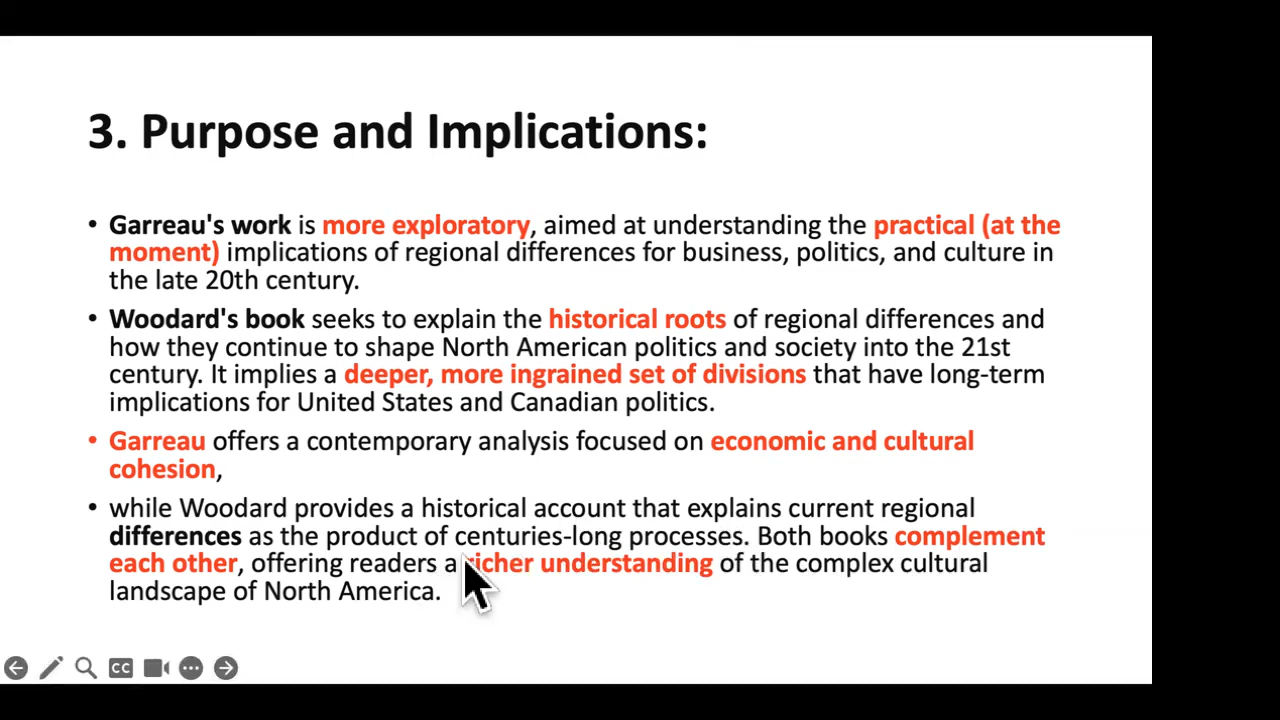 3. Purpose and Implications:
• Garreau's work is more exploratory, aimed at understanding the practical (at the
moment) implications of regional differences for business, politics, and culture in
the late 20th century.
• Woodard's book seeks to explain the historical roots of regional differences and
how they continue to shape North American politics and society into the 21st
century. It implies a deeper, more ingrained set of divisions that have long-term
implications for United States and Canadian politics.
• Garreau offers a contemporary analysis focused on economic and cultural
cohesion,
• while Woodard provides a historical account that explains current regional
differences as the product of centuries-long processes. Both books complement
each other, offering readers a richer understanding of the complex cultural
landscape of North America.
CC